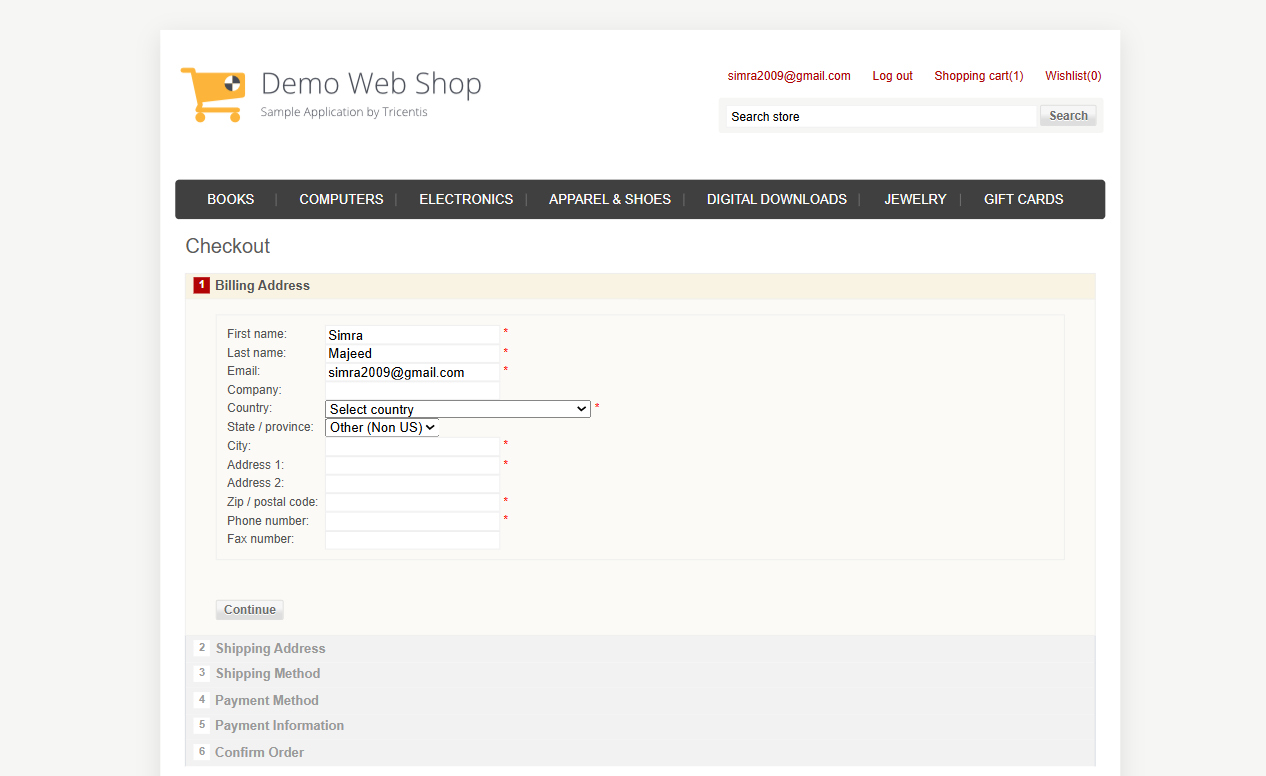 Demo Web Shop
Sample Application by Tricentis
simra2009@gmail.com Log out Shopping cart(1) Wishlist(0)
Search store Search
BOOKS | COMPUTERS | ELECTRONICS | APPAREL & SHOES | DIGITAL DOWNLOADS | JEWELRY | GIFT CARDS
Checkout
1 Billing Address
First name: Simra *
Last name: Majeed *
Email: simra2009@gmail.com *
Company:
Country: Select country *
State / province: Other (Non US)
City: *
Address 1: *
Address 2:
Zip / postal code: *
Phone number: *
Fax number:
Continue
2 Shipping Address
3 Shipping Method
4 Payment Method
5 Payment Information
6 Confirm Order